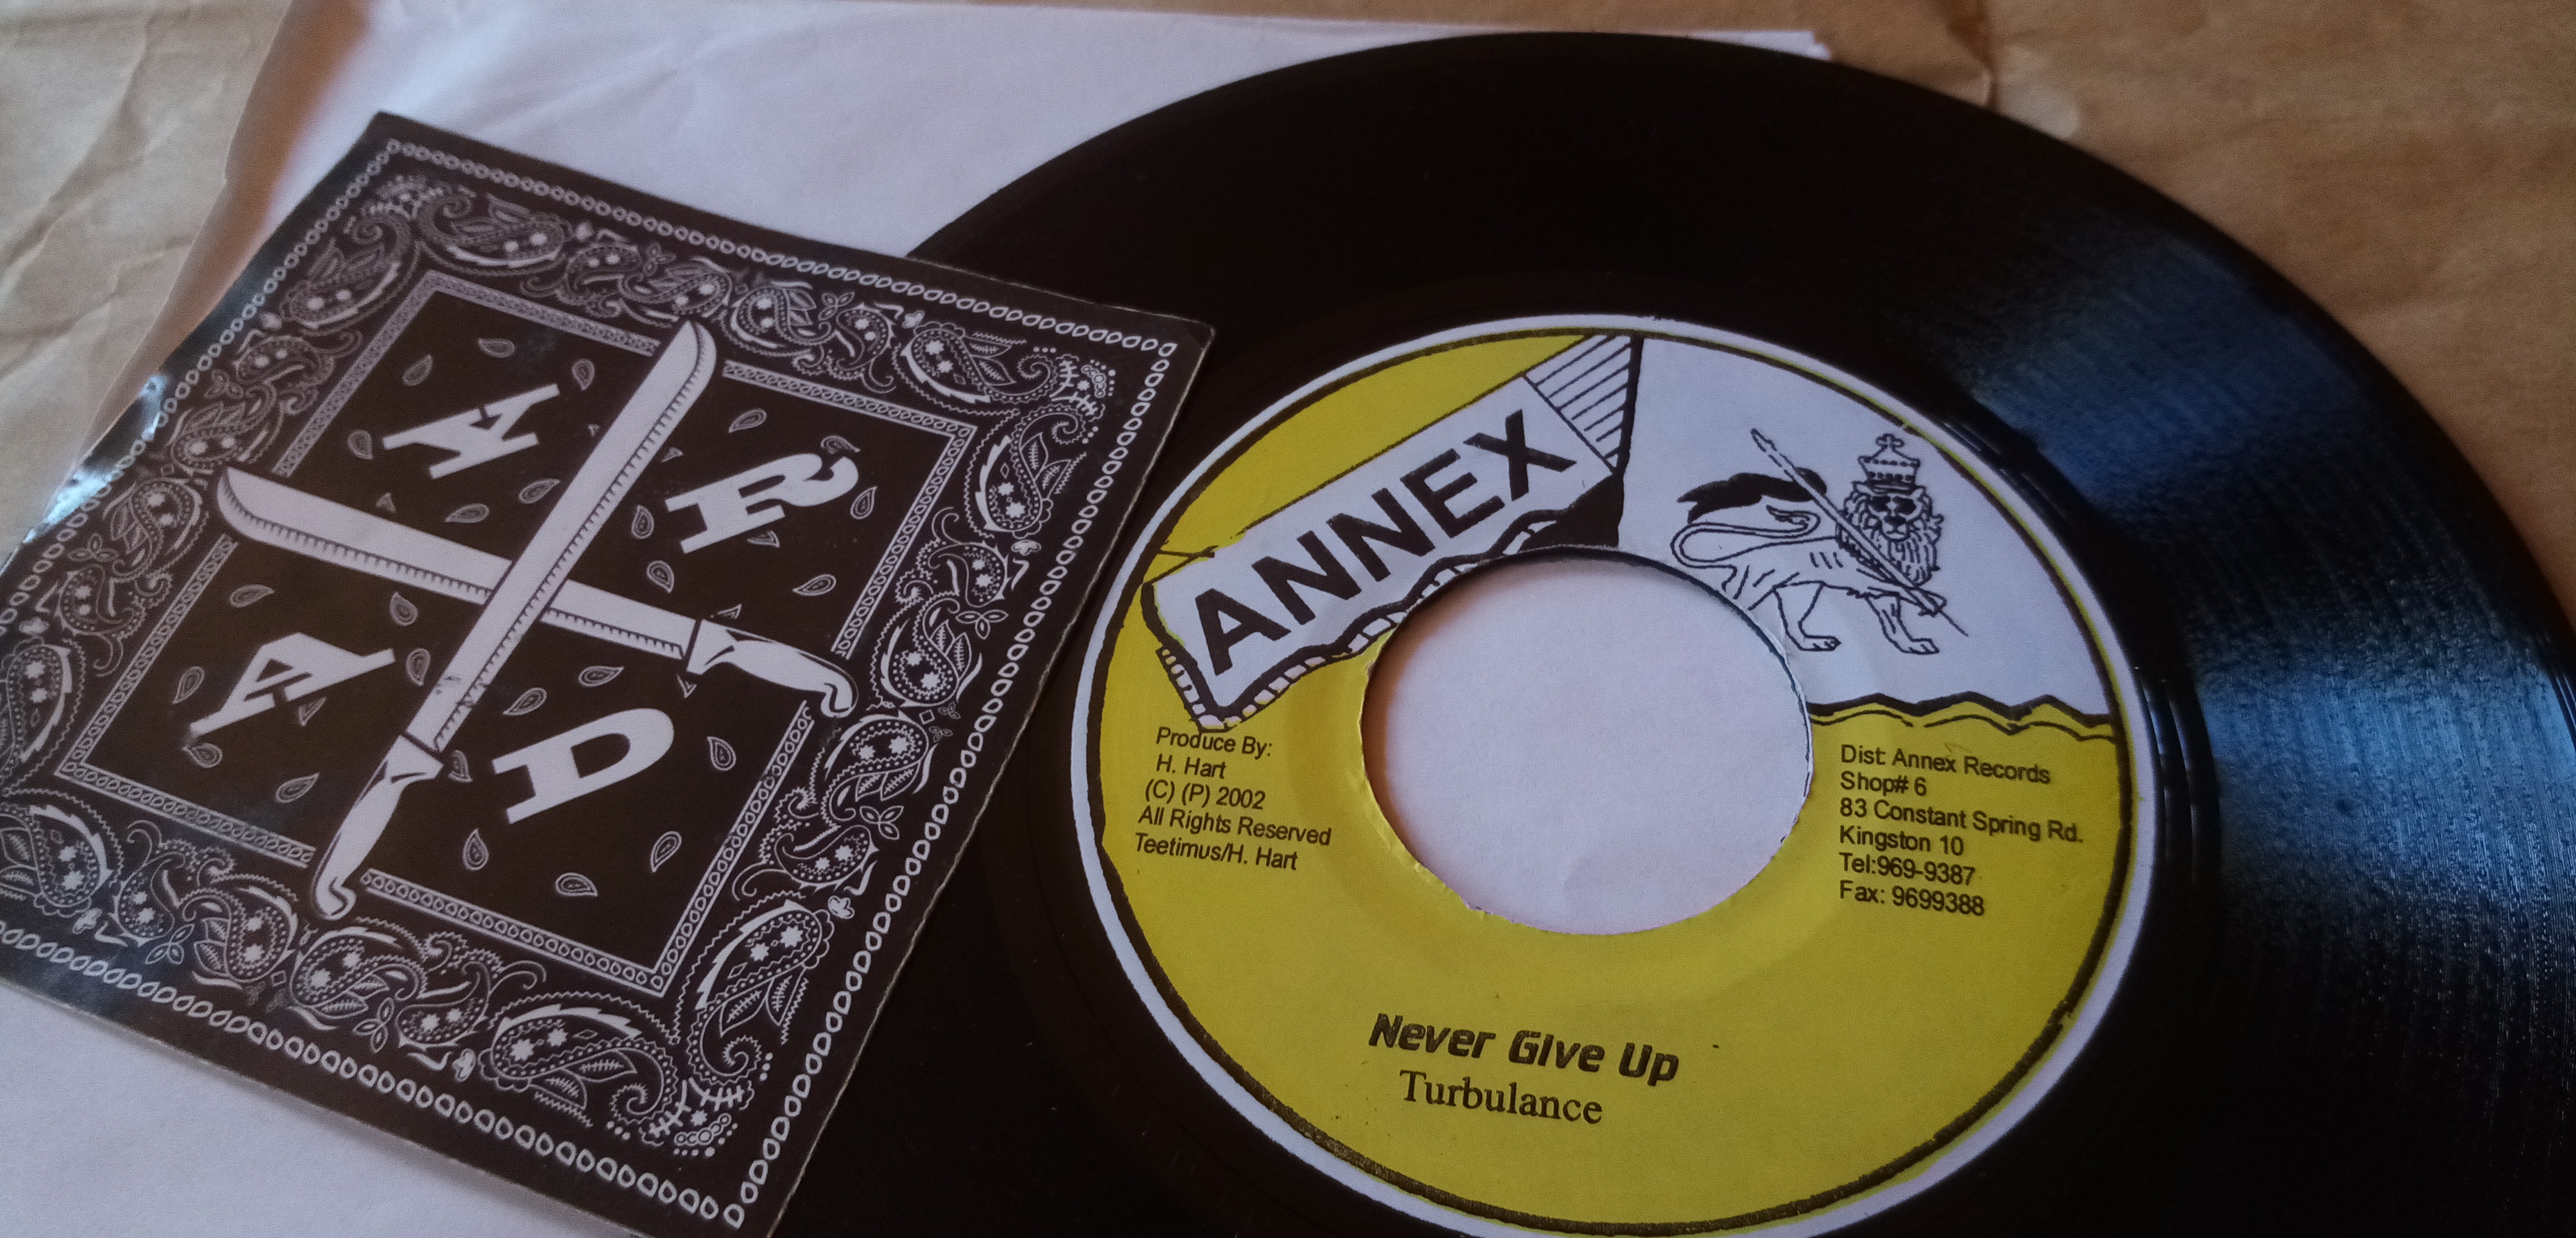 A R
A D
ANNEX
Produce By:
H. Hart
(C) (P) 2002
All Rights Reserved
Teetimus/H. Hart
Dist: Annex Records
Shop# 6
83 Constant Spring Rd.
Kingston 10
Tel:969-9387
Fax: 9699388
Never Give Up
Turbulance